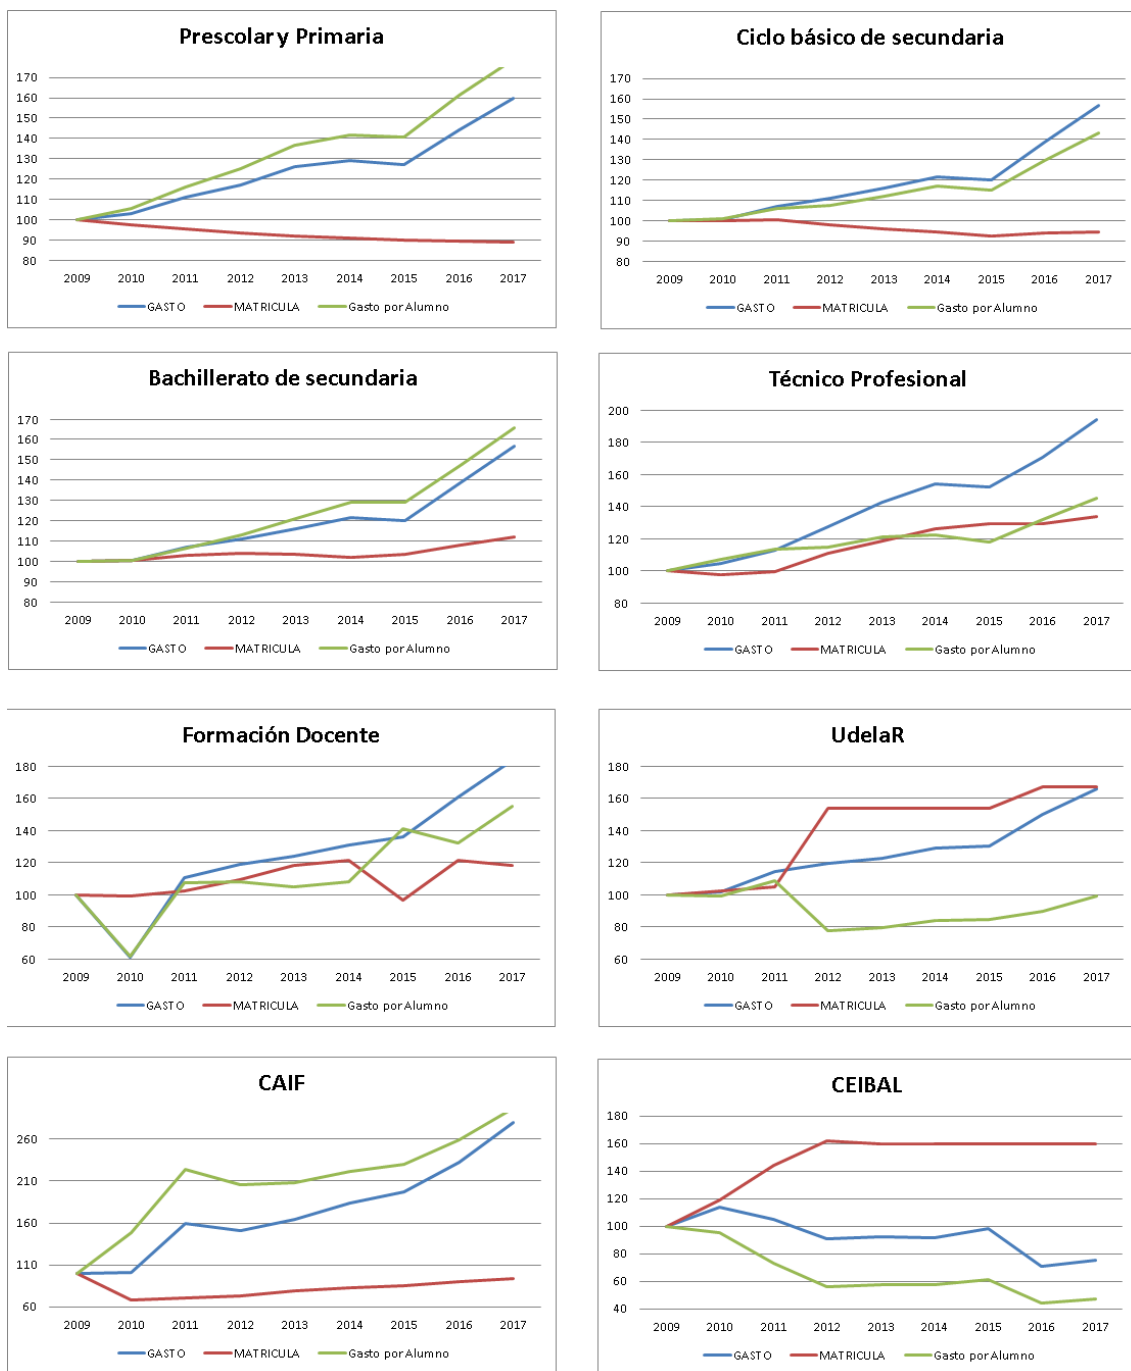 Prescolar y Primaria
170
160
150
140
130
120
110
100
90
80
2009 2010 2011 2012 2013 2014 2015 2016 2017
GASTO MATRICULA Gasto por Alumno
Ciclo básico de secundaria
170
160
150
140
130
120
110
100
90
80
2009 2010 2011 2012 2013 2014 2015 2016 2017
GASTO MATRICULA Gasto por Alumno
Bachillerato de secundaria
170
160
150
140
130
120
110
100
90
80
2009 2010 2011 2012 2013 2014 2015 2016 2017
GASTO MATRICULA Gasto por Alumno
Técnico Profesional
200
180
160
140
120
100
80
2009 2010 2011 2012 2013 2014 2015 2016 2017
GASTO MATRICULA Gasto por Alumno
Formación Docente
180
160
140
120
100
80
60
2009 2010 2011 2012 2013 2014 2015 2016 2017
GASTO MATRICULA Gasto por Alumno
UdelaR
180
160
140
120
100
80
60
2009 2010 2011 2012 2013 2014 2015 2016 2017
GASTO MATRICULA Gasto por Alumno
CAIF
260
210
160
110
60
2009 2010 2011 2012 2013 2014 2015 2016 2017
GASTO MATRICULA Gasto por Alumno
CEIBAL
180
160
140
120
100
80
60
40
2009 2010 2011 2012 2013 2014 2015 2016 2017
GASTO MATRICULA Gasto por Alumno